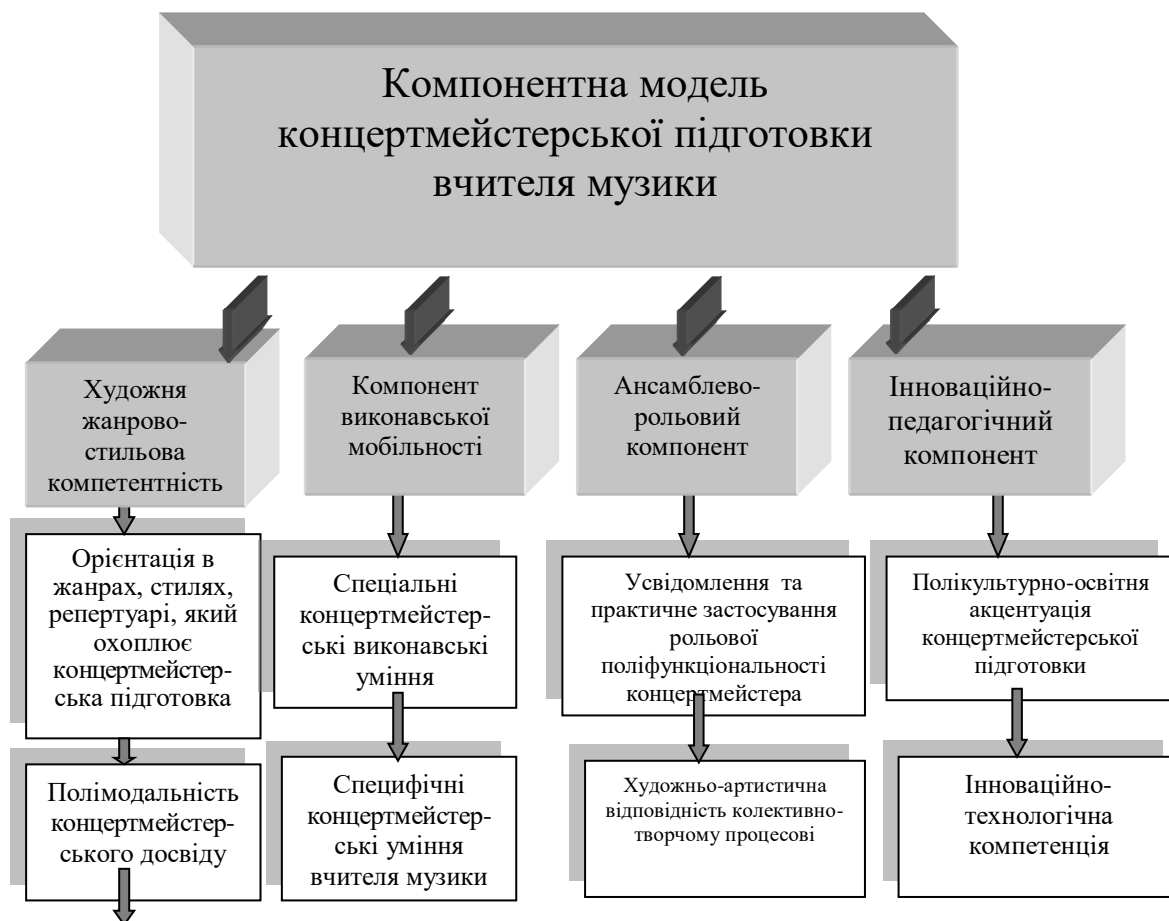 Компонентна модель
концертмейстерської підготовки
вчителя музики
Художня
жанрово-
стильова
компетентність
Компонент
виконавської
мобільності
Ансамблево-
рольовий
компонент
Інноваційно-
педагогічний
компонент
Орієнтація в
жанрах, стилях,
репертуарі, який
охоплює
концертмейстер-
ська підготовка
Спеціальні
концертмейстер-
ські виконавські
уміння
Усвідомлення та
практичне застосування
рольової
поліфункціональності
концертмейстера
Полікультурно-освітня
акцентуація
концертмейстерської
підготовки
Полімодальність
концертмейстер-
ського досвіду
Специфічні
концертмейстер-
ські уміння
вчителя музики
Художньо-артистична
відповідність колективно-
творчому процесові
Інноваційно-
технологічна
компетенція